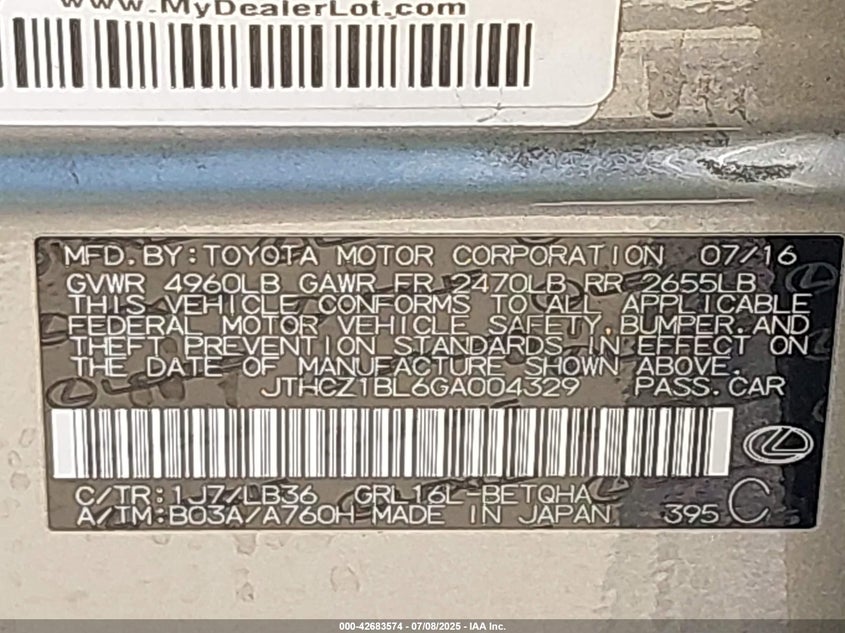 www.MyDealerLot.com
MFD.BY:TOYOTA MOTOR CORPORATION 07/16
GVWR 4960LB GAWR FR 2470LB RR 2655LB
THIS VEHICLE CONFORMS TO ALL APPLICABLE
FEDERAL MOTOR VEHICLE SAFETY,BUMPER,AND
THEFT PREVENTION STANDARDS IN EFFECT ON
THE DATE OF MANUFACTURE SHOWN ABOVE.
JTHCZ1BL6GA004329 PASS.CAR
C/TR:1J7/LB36 GRL16L-BETQHA
A/TM:B03A/A760H MADE IN JAPAN 395 C
000-42683574 - 07/08/2025 - IAA Inc.